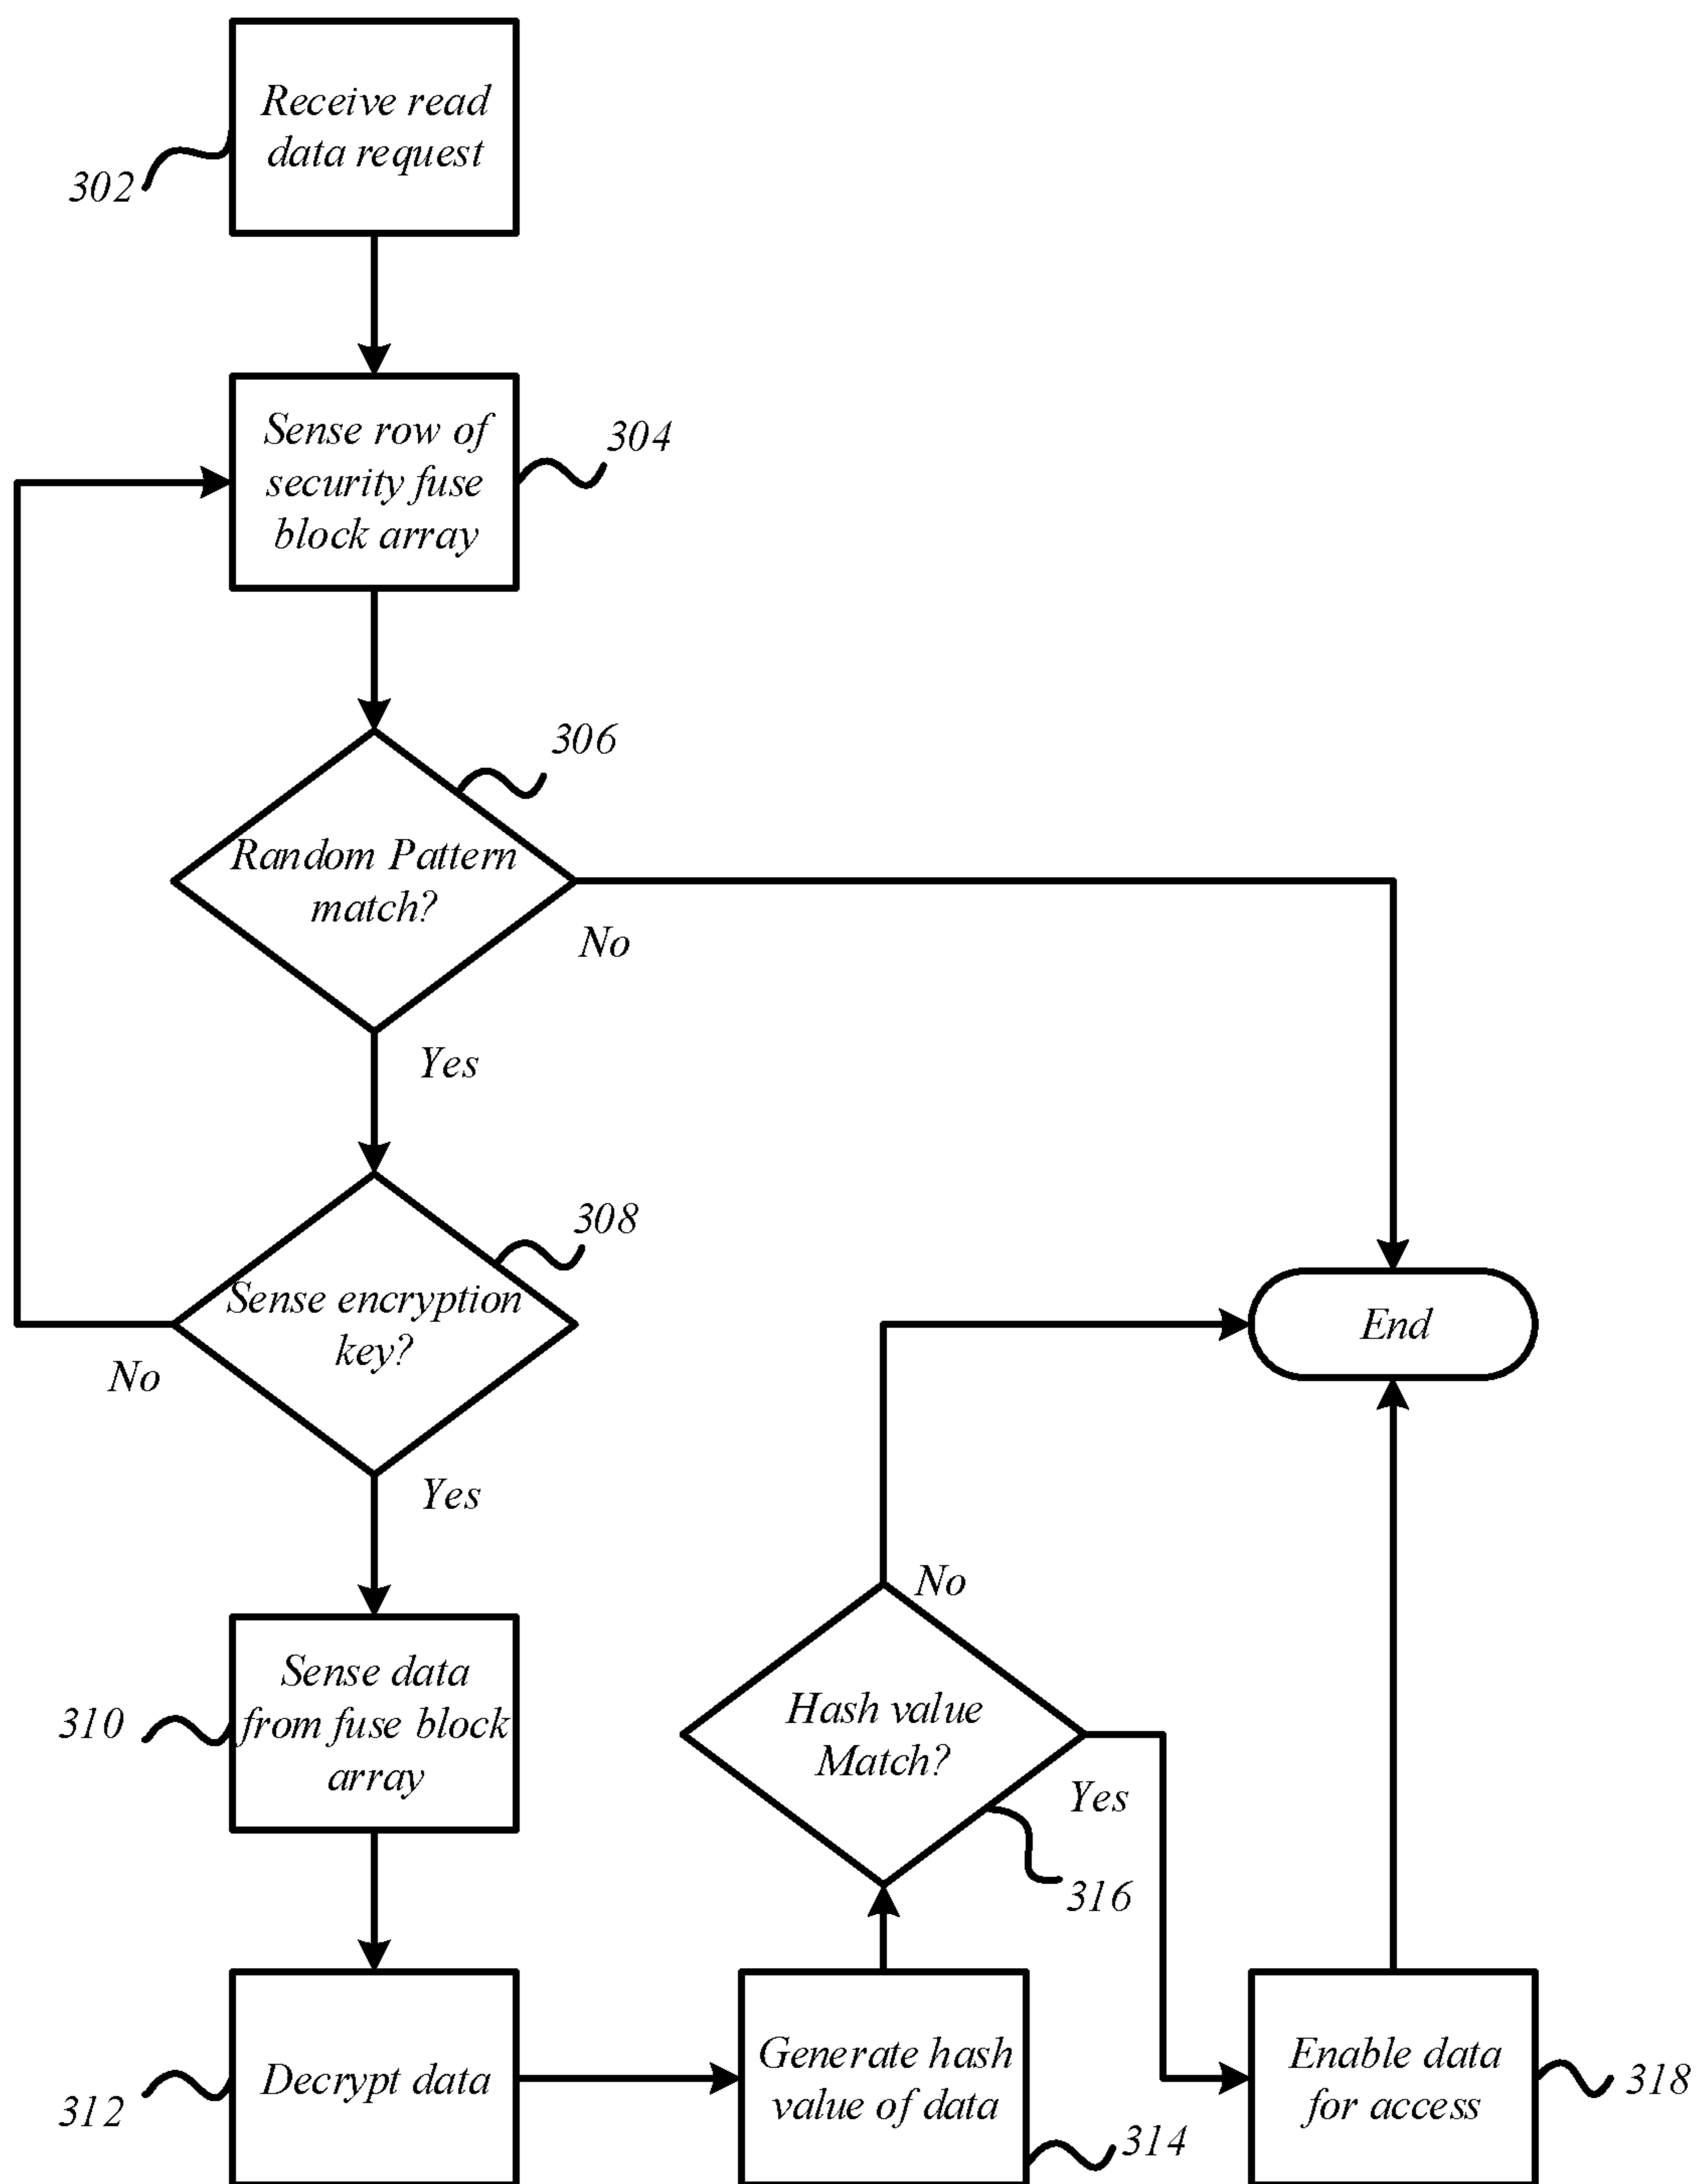 Receive read
data request
302
Sense row of
security fuse
block array
304
306
Random Pattern
match?
No
Yes
308
Sense encryption
key?
No
Yes
End
Sense data
from fuse block
array
310
No
Hash value
Match?
Yes
316
Decrypt data
312
Generate hash
value of data
314
Enable data
for access
318